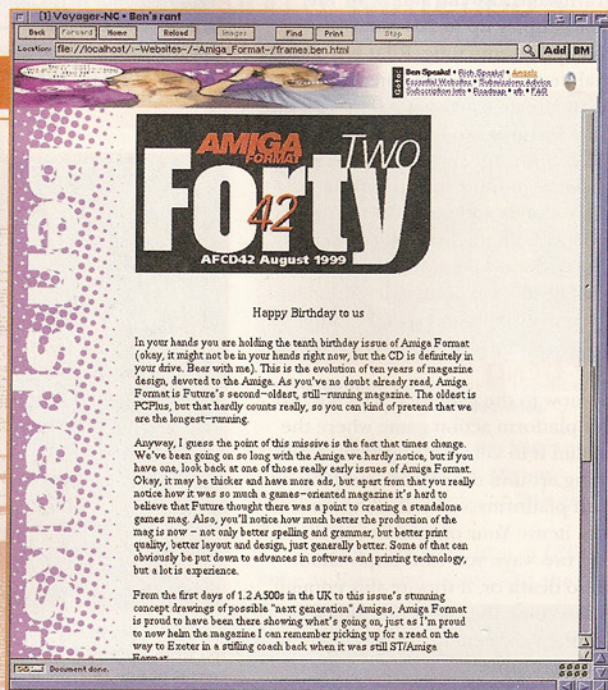 [1] Voyager-NC • Ben's rant
Back Forward Home Reload Images Find Print Stop
Location: file://localhost/:-Websites-/-Amiga_Format-/frames.ben.html Add BM
Goto:
Ben Speaks! • Rich Speaks! • Angels
Essential Websites • Submissions Advice
Subscription info • Roadmap • afb • FAQ
Ben speaks!
AMIGA
FORMAT
Forty TWO
42
AFCD42 August 1999
Happy Birthday to us
In your hands you are holding the tenth birthday issue of Amiga Format
(okay, it might not be in your hands right now, but the CD is definitely in
your drive. Bear with me). This is the evolution of ten years of magazine
design, devoted to the Amiga. As you've no doubt already read, Amiga
Format is Future's second-oldest, still-running magazine. The oldest is
PCPlus, but that hardly counts really, so you can kind of pretend that we
are the longest-running.
Anyway, I guess the point of this missive is the fact that times change.
We've been going on so long with the Amiga we hardly notice, but if you
have one, look back at one of those really early issues of Amiga Format.
Okay, it may be thicker and have more ads, but apart from that you really
notice how it was so much a games-oriented magazine it's hard to
believe that Future thought there was a point to creating a standalone
games mag. Also, you'll notice how much better the production of the
mag is now - not only better spelling and grammar, but better print
quality, better layout and design, just generally better. Some of that can
obviously be put down to advances in software and printing technology,
but a lot is experience.
From the first days of 1.2 A500s in the UK to this issue's stunning
concept drawings of possible "next generation" Amigas, Amiga Format
is proud to have been there showing what's going on, just as I'm proud
to now helm the magazine I can remember picking up for a read on the
way to Exeter in a stifling coach back when it was still ST/Amiga
Format.
Document done.